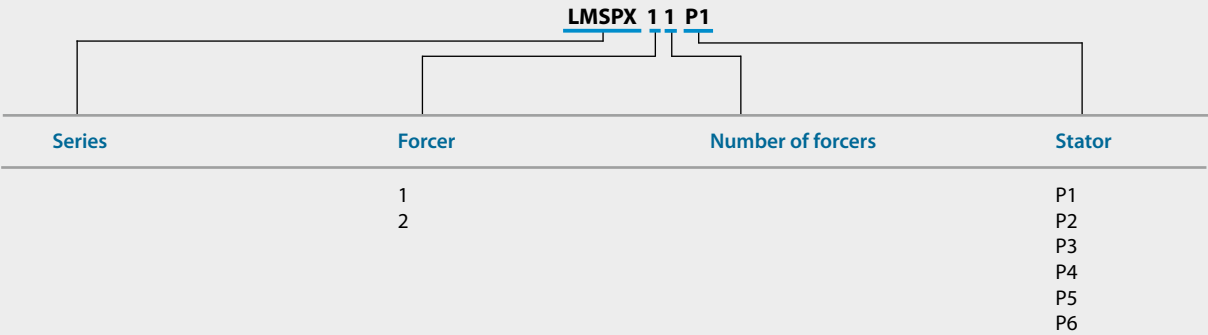 LMSPX 1 1 P1
Series Forcer Number of forcers Stator
1 P1
2 P2
P3
P4
P5
P6